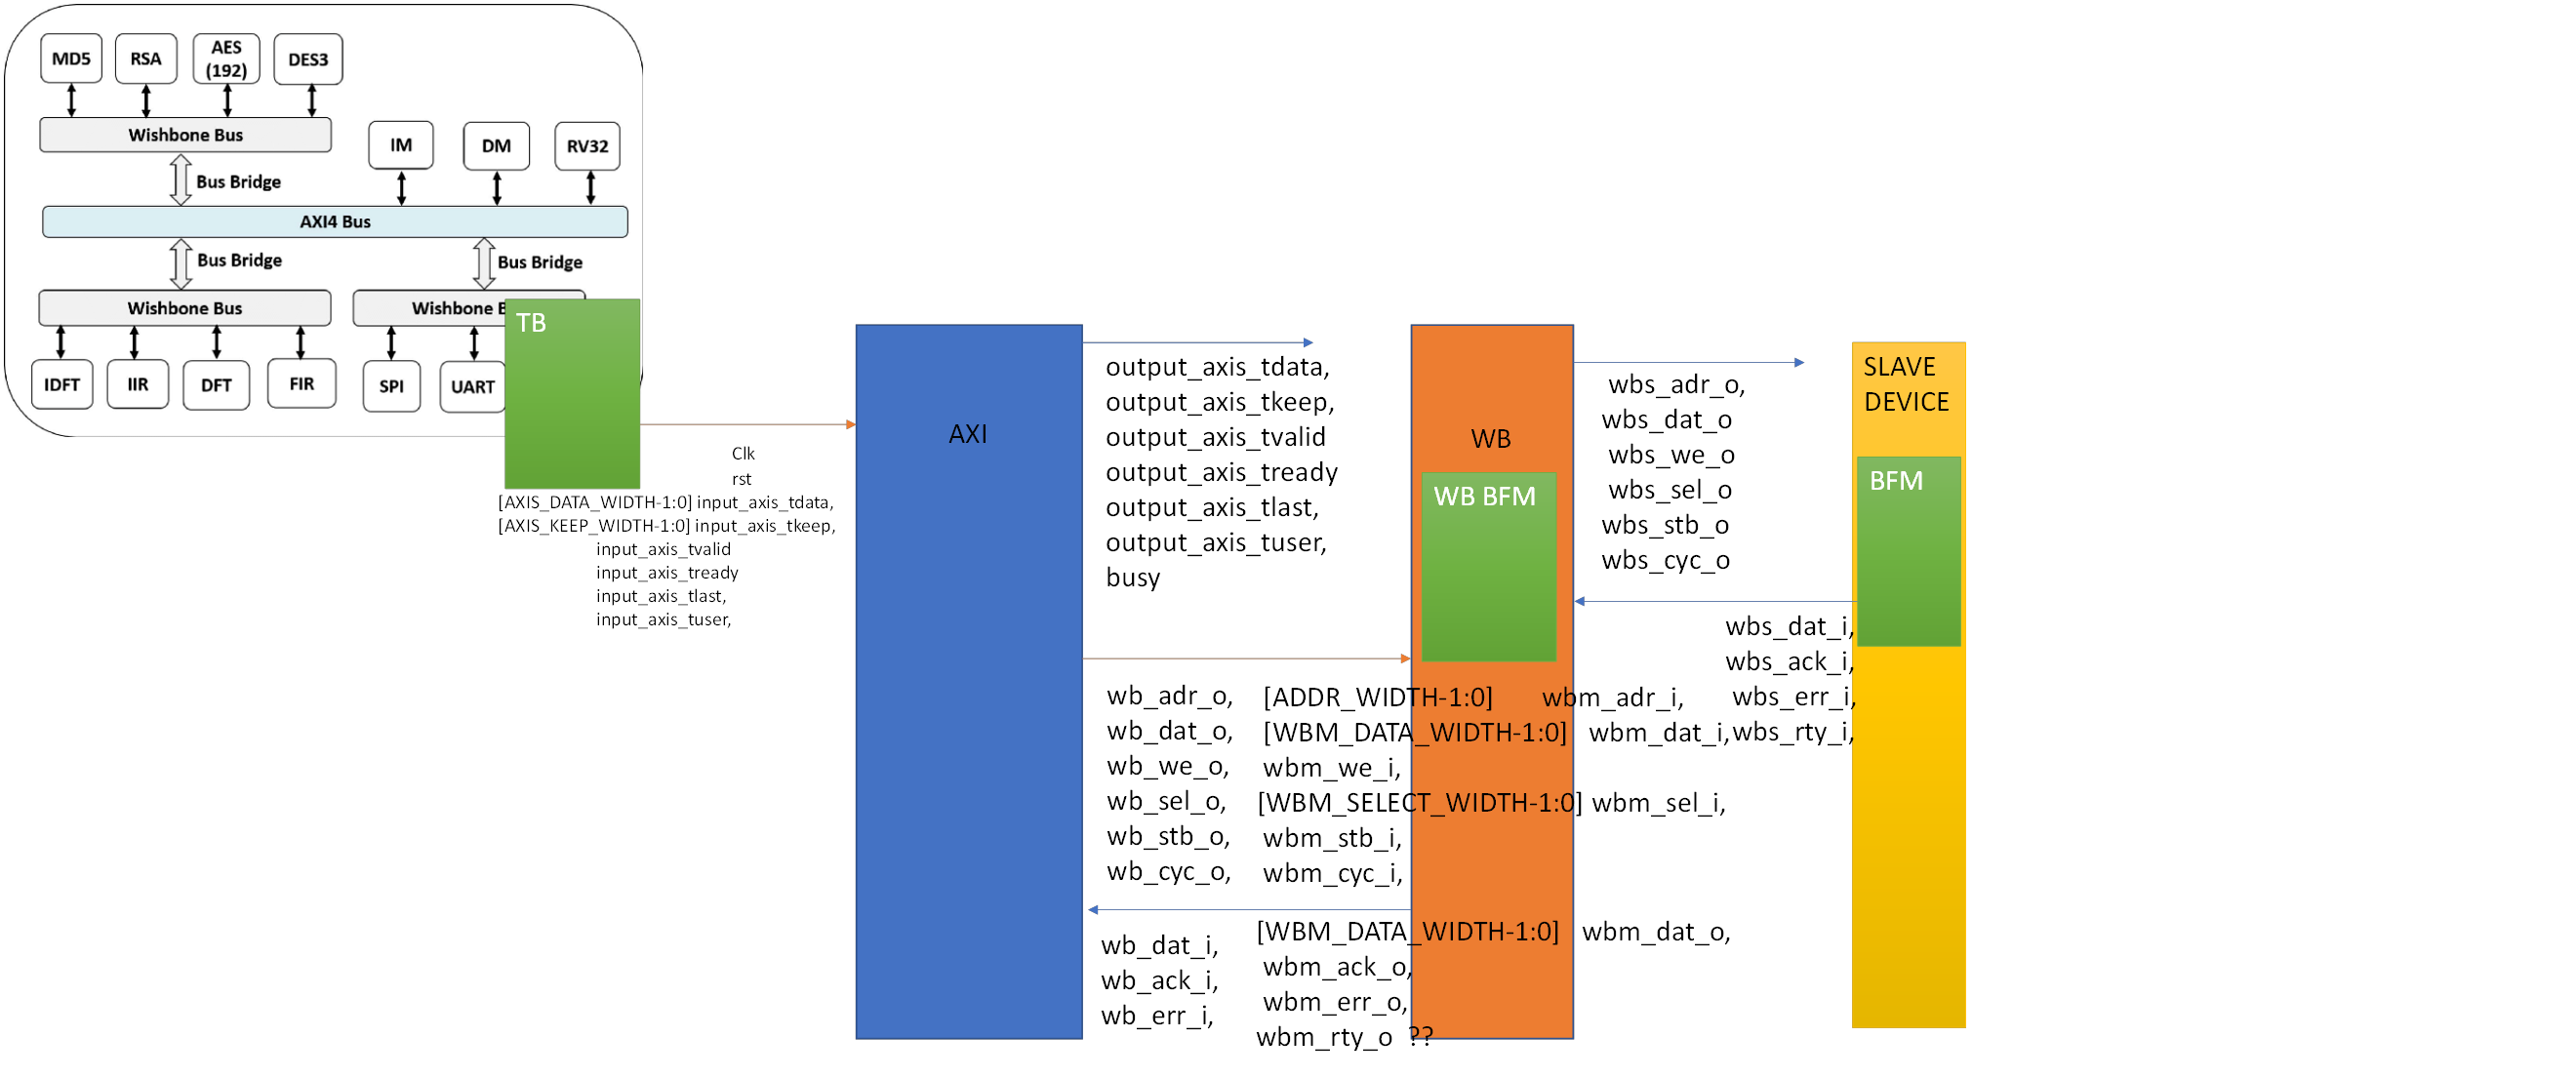 MD5
RSA
AES
(192)
DES3
Wishbone Bus
IM
DM
RV32
Bus Bridge
AXI4 Bus
Bus Bridge
Bus Bridge
Wishbone Bus
Wishbone B
IDFT
IIR
DFT
FIR
SPI
UART
TB
Clk
rst
[AXIS_DATA_WIDTH-1:0] input_axis_tdata,
[AXIS_KEEP_WIDTH-1:0] input_axis_tkeep,
input_axis_tvalid
input_axis_tready
input_axis_tlast,
input_axis_tuser,
AXI
output_axis_tdata,
output_axis_tkeep,
output_axis_tvalid
output_axis_tready
output_axis_tlast,
output_axis_tuser,
busy
WB
WB BFM
wbs_adr_o,
wbs_dat_o
wbs_we_o
wbs_sel_o
wbs_stb_o
wbs_cyc_o
SLAVE
DEVICE
BFM
wbs_dat_i,
wbs_ack_i,
wbs_err_i,
wbs_rty_i,
wb_adr_o,
wb_dat_o,
wb_we_o,
wb_sel_o,
wb_stb_o,
wb_cyc_o,
[ADDR_WIDTH-1:0] wbm_adr_i,
[WBM_DATA_WIDTH-1:0] wbm_dat_i,
wbm_we_i,
[WBM_SELECT_WIDTH-1:0] wbm_sel_i,
wbm_stb_i,
wbm_cyc_i,
wb_dat_i,
wb_ack_i,
wb_err_i,
[WBM_DATA_WIDTH-1:0] wbm_dat_o,
wbm_ack_o,
wbm_err_o,
wbm_rty_o ??